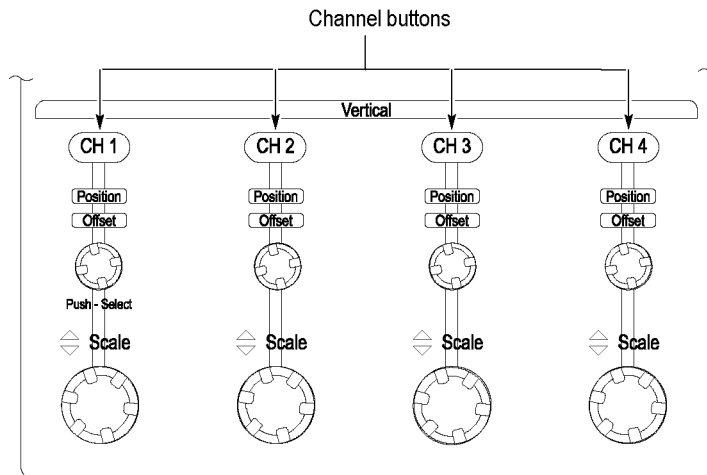 Channel buttons
Vertical
CH 1 CH 2 CH 3 CH 4
Position Position Position Position
Offset Offset Offset Offset
Push - Select
Scale Scale Scale Scale